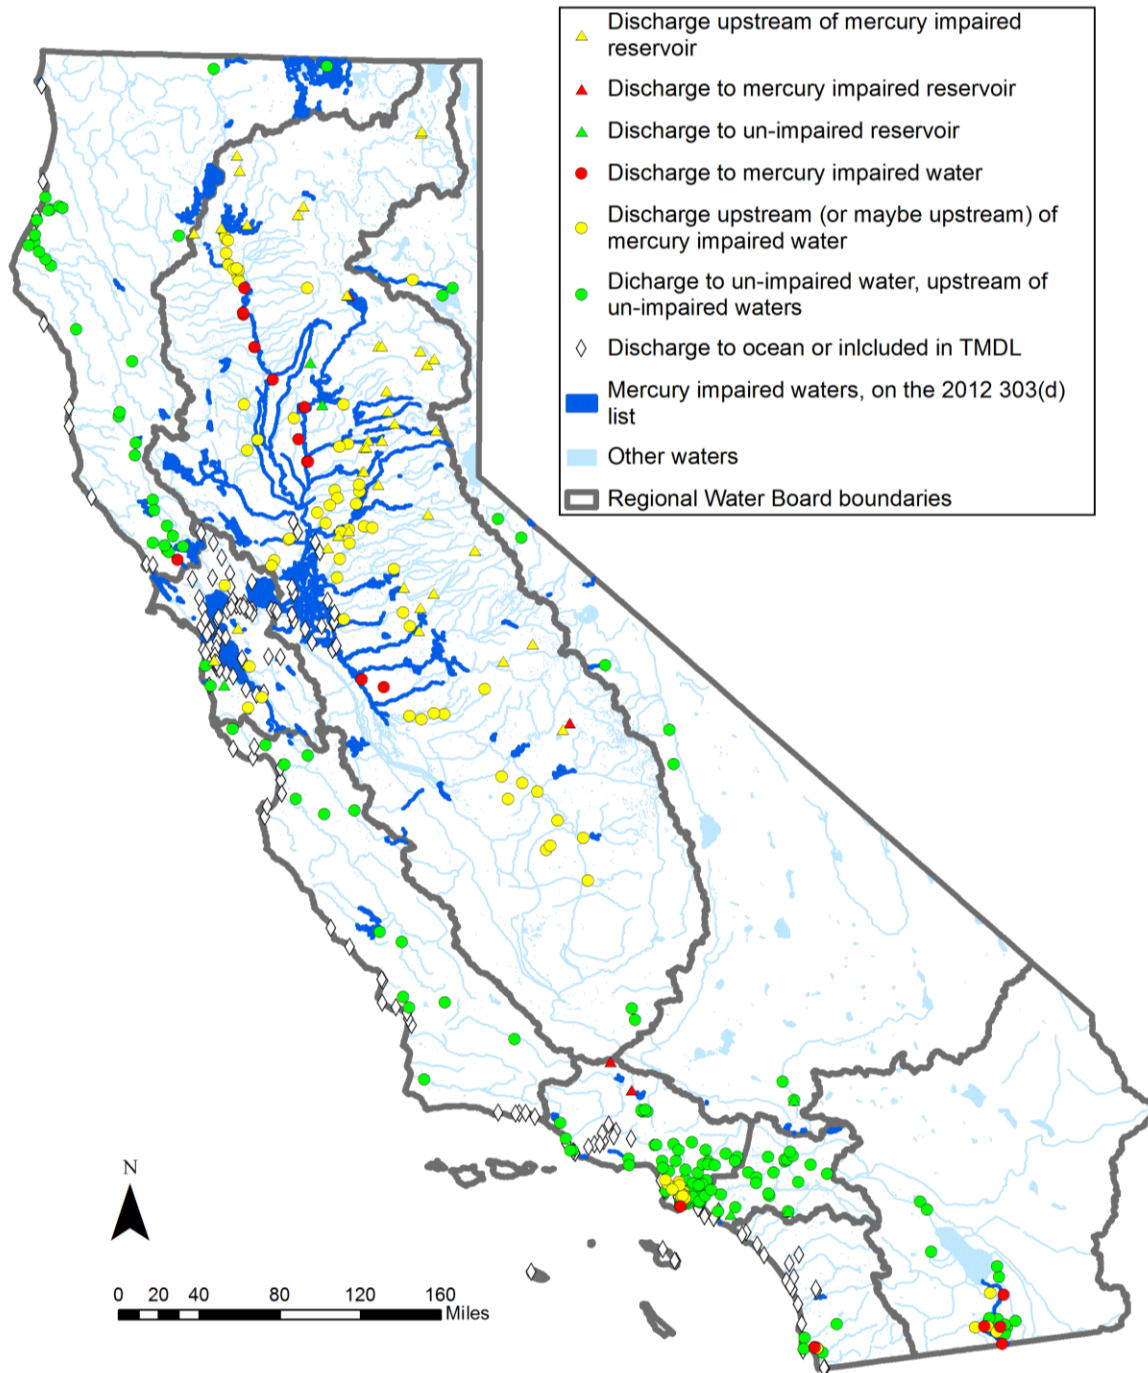 Discharge upstream of mercury impaired
reservoir
Discharge to mercury impaired reservoir
Discharge to un-impaired reservoir
Discharge to mercury impaired water
Discharge upstream (or maybe upstream) of
mercury impaired water
Dicharge to un-impaired water, upstream of
un-impaired waters
Discharge to ocean or inlcluded in TMDL
Mercury impaired waters, on the 2012 303(d)
list
Other waters
Regional Water Board boundaries
N
0 20 40 80 120 160
Miles